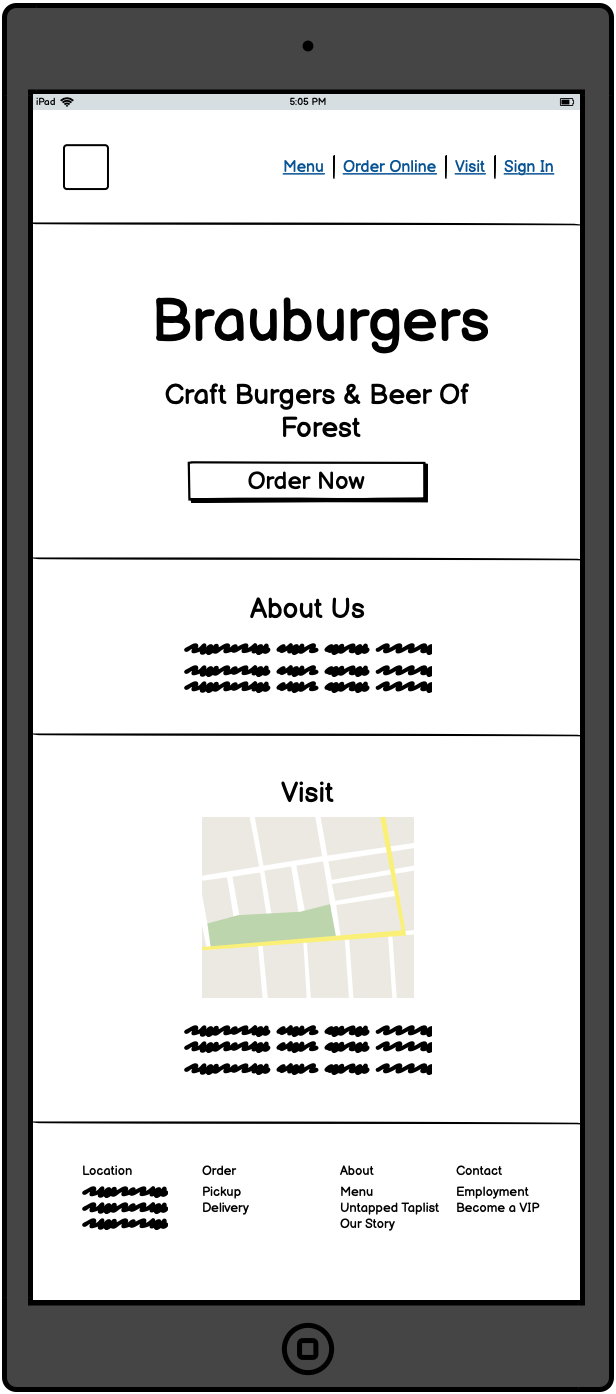 iPad 5:05 PM
Menu Order Online Visit Sign In
Brauburgers
Craft Burgers & Beer Of
Forest
Order Now
About Us
Visit
Location Order About Contact
Pickup Menu Employment
Delivery Untapped Taplist Become a VIP
Our Story